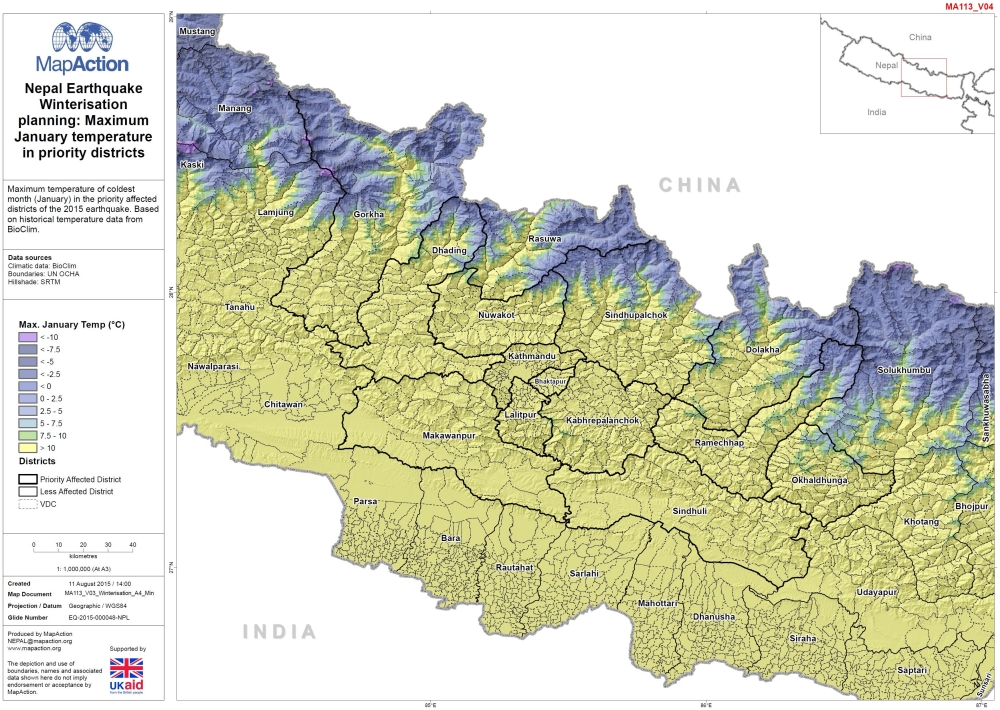 MA113_V04
MapAction
Nepal Earthquake
Winterisation
planning: Maximum
January temperature
in priority districts
Maximum temperature of coldest
month (January) in the priority affected
districts of the 2015 earthquake. Based
on historical temperature data from
BioClim.
Data sources
Climatic data: BioClim
Boundaries: UN OCHA
Hillshade: SRTM
Max. January Temp (°C)
< -10
< -7.5
< -5
< -2.5
< 0
0 - 2.5
2.5 - 5
5 - 7.5
7.5 - 10
> 10
Districts
Priority Affected District
Less Affected District
VDC
0 10 20 30 40
kilometres
1: 1,000,000 (At A3)
Created 11 August 2015 / 14:00
Map Document MA113_V03_Winterisation_A4_Min
Projection / Datum Geographic / WGS84
Glide Number EQ-2015-000048-NPL
Produced by MapAction
NEPAL@mapaction.org
www.mapaction.org
Supported by
The depiction and use of
boundaries, names and associated
data shown here do not imply
endorsement or acceptance by
MapAction.
UKaid
from the British people
29°N
28°N
27°N
85°E
86°E
87°E
China
Nepal
India
CHINA
INDIA
Mustang
Manang
Kaski
Lamjung
Gorkha
Dhading
Rasuwa
Tanahu
Nuwakot
Sindhupalchok
Dolakha
Solukhumbu
Sankhuwasabha
Nawalparasi
Kathmandu
Bhaktapur
Chitawan
Lalitpur
Kabhrepalanchok
Makawanpur
Ramechhap
Okhaldhunga
Parsa
Sindhuli
Khotang
Bhojpur
Bara
Rautahat
Sarlahi
Mahottari
Dhanusha
Udayapur
Siraha
Saptari
Sunsari